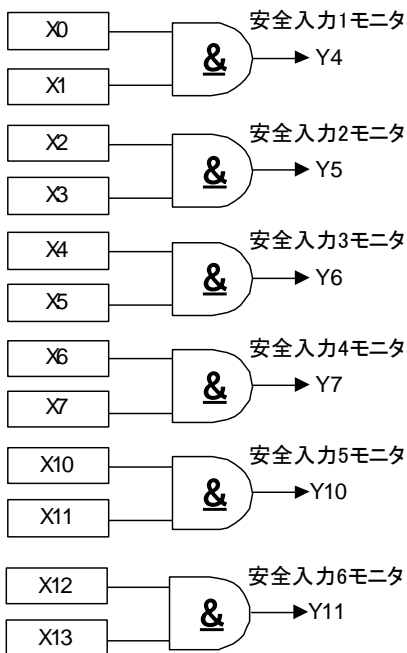 安全入力1モニタ
X0
&
Y4
X1
安全入力2モニタ
X2
&
Y5
X3
安全入力3モニタ
X4
&
Y6
X5
安全入力4モニタ
X6
&
Y7
X7
安全入力5モニタ
X10
&
Y10
X11
安全入力6モニタ
X12
&
Y11
X13